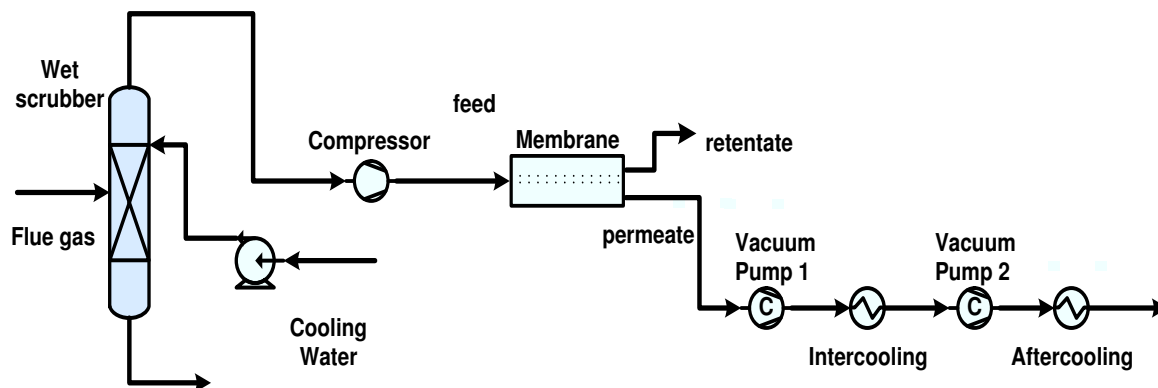 Wet
scrubber
feed
Compressor
Membrane
retentate
Flue gas
permeate
Vacuum
Pump 1
Vacuum
Pump 2
C
C
Cooling
Water
Intercooling
Aftercooling